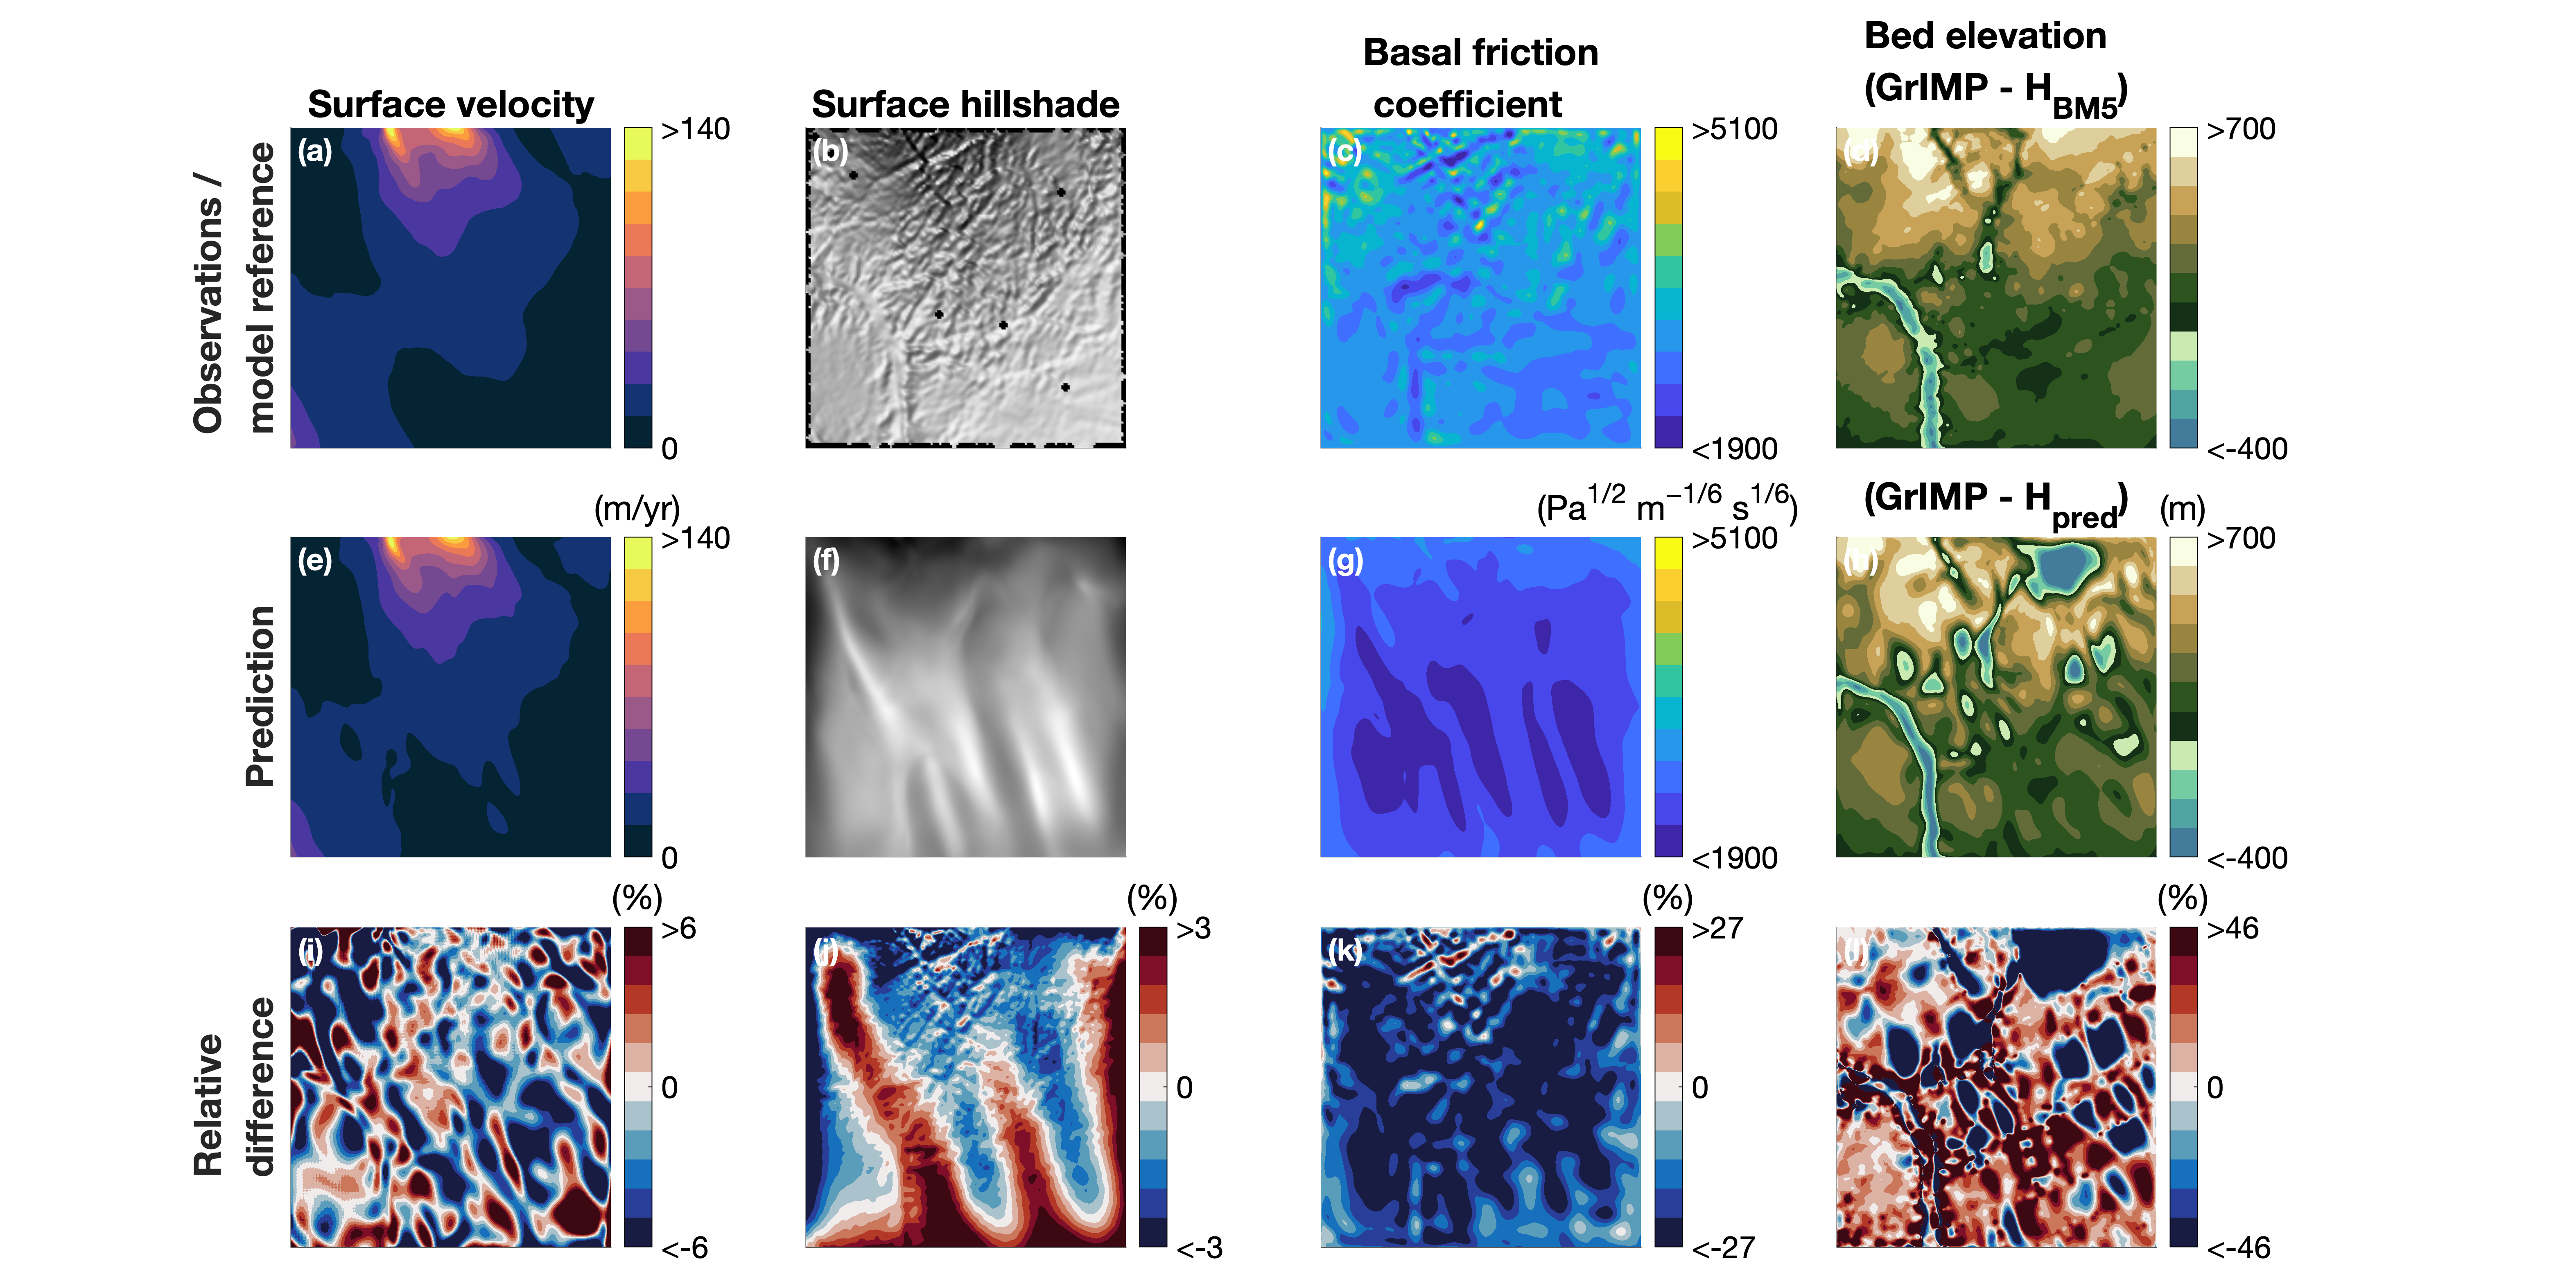 Surface velocity
Surface hillshade
Basal friction
coefficient
Bed elevation
(GrIMP - H_BM5)
Observations /
model reference
(a)
>140
0
(b)
(c)
>5100
<1900
(d)
>700
<-400
(m/yr)
(Pa^1/2 m^−1/6 s^1/6)
(GrIMP - H_pred)
(m)
Prediction
(e)
>140
0
(f)
(g)
>5100
<1900
(h)
>700
<-400
(%)
(%)
(%)
(%)
Relative
difference
(i)
>6
0
<-6
(j)
>3
0
<-3
(k)
>27
0
<-27
(l)
>46
0
<-46